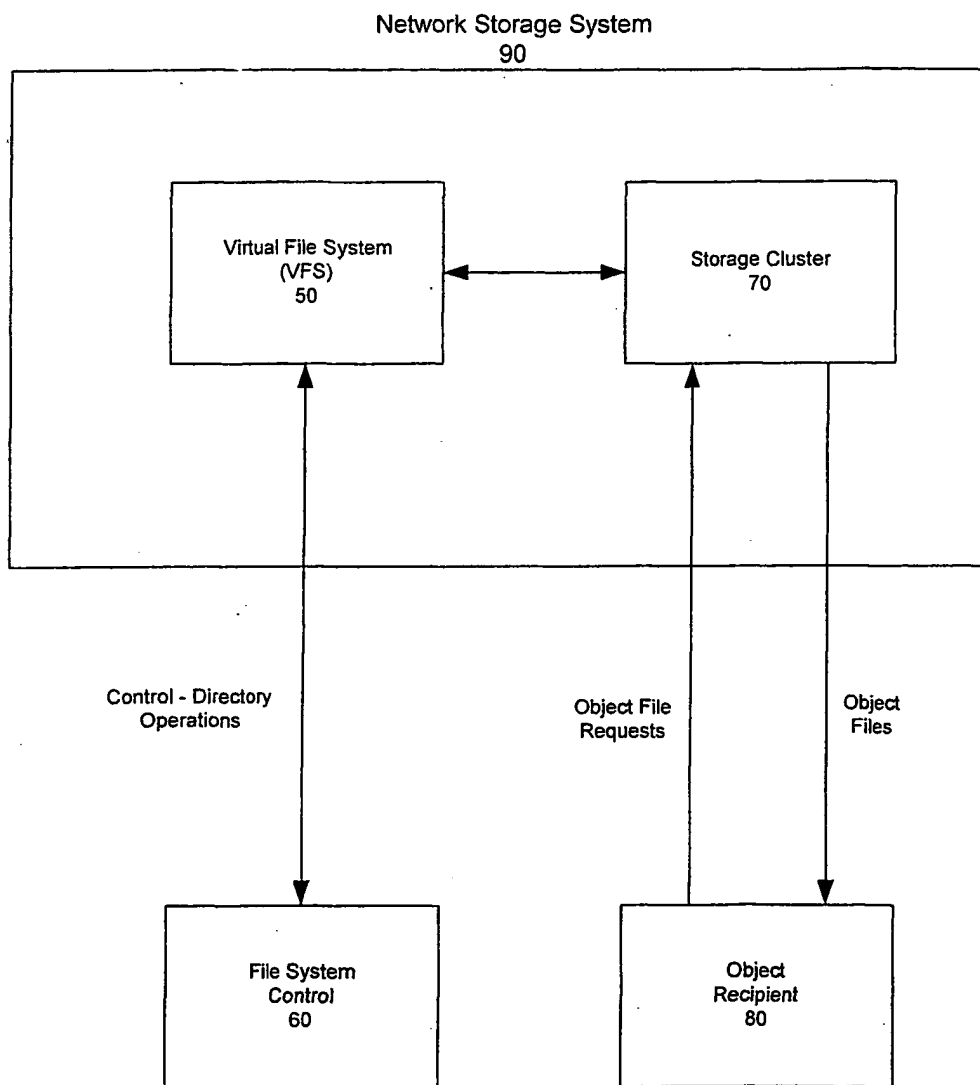 Network Storage System
90
Virtual File System
(VFS)
50
Storage Cluster
70
Control - Directory
Operations
Object File
Requests
Object
Files
File System
Control
60
Object
Recipient
80